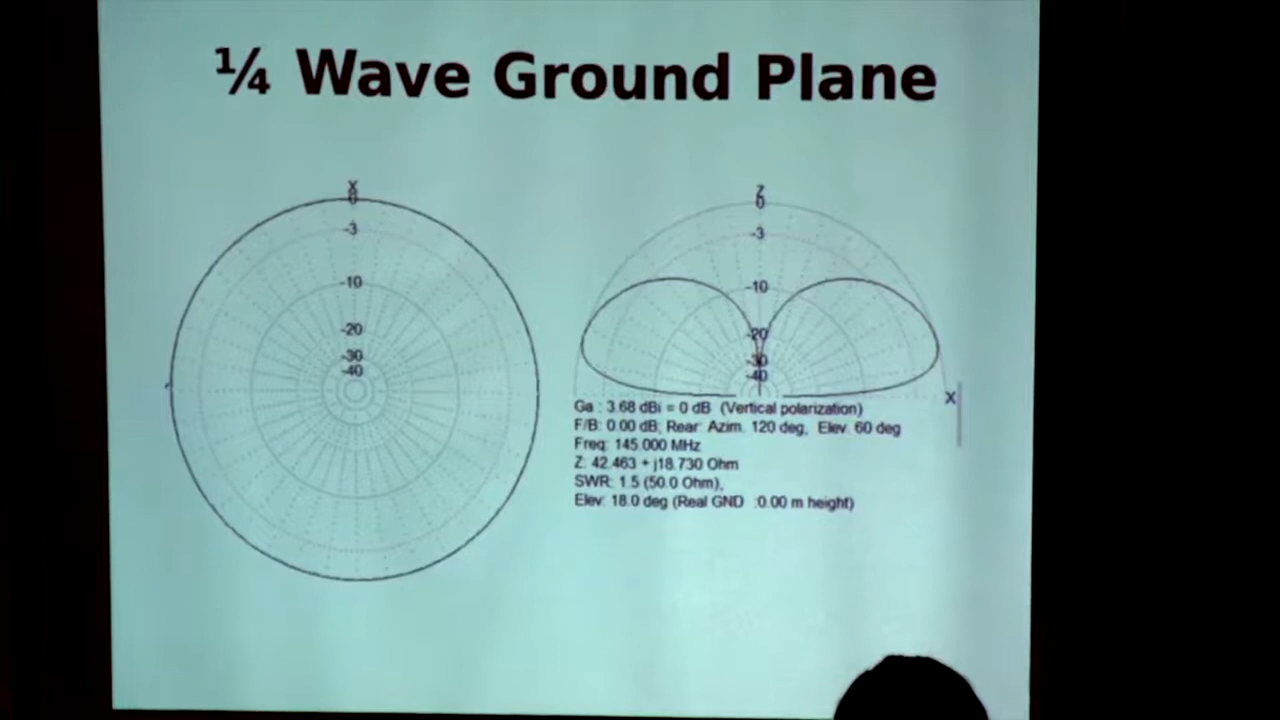 ¼ Wave Ground Plane
X
0
-3
-10
-20
-30
-40
Z
0
-3
-10
-20
-30
-40
X
Ga : 3.68 dBi = 0 dB (Vertical polarization)
F/B: 0.00 dB; Rear: Azim. 120 deg, Elev. 60 deg
Freq: 145.000 MHz
Z: 42.463 + j18.730 Ohm
SWR: 1.5 (50.0 Ohm),
Elev: 18.0 deg (Real GND :0.00 m height)